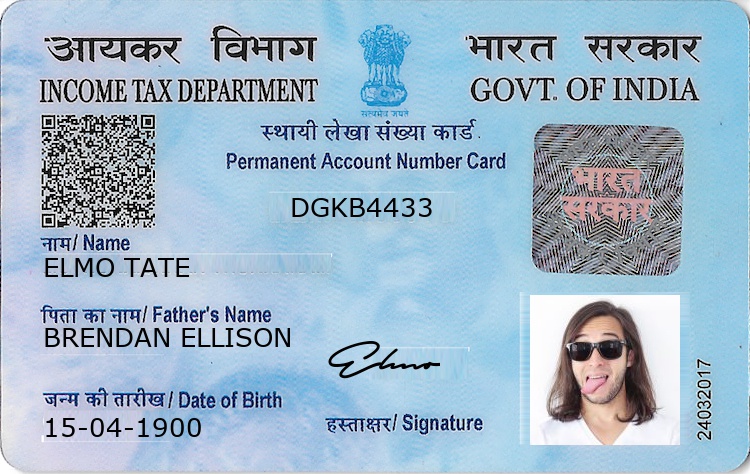 आयकर विभाग
INCOME TAX DEPARTMENT
सत्यमेव जयते
भारत सरकार
GOVT. OF INDIA
स्थायी लेखा संख्या कार्ड
Permanent Account Number Card
DGKB4433
भारत
सरकार
नाम/ Name
ELMO TATE
पिता का नाम/ Father's Name
BRENDAN ELLISON
Elmo
जन्म की तारीख/ Date of Birth
15-04-1900
हस्ताक्षर/ Signature
24032017